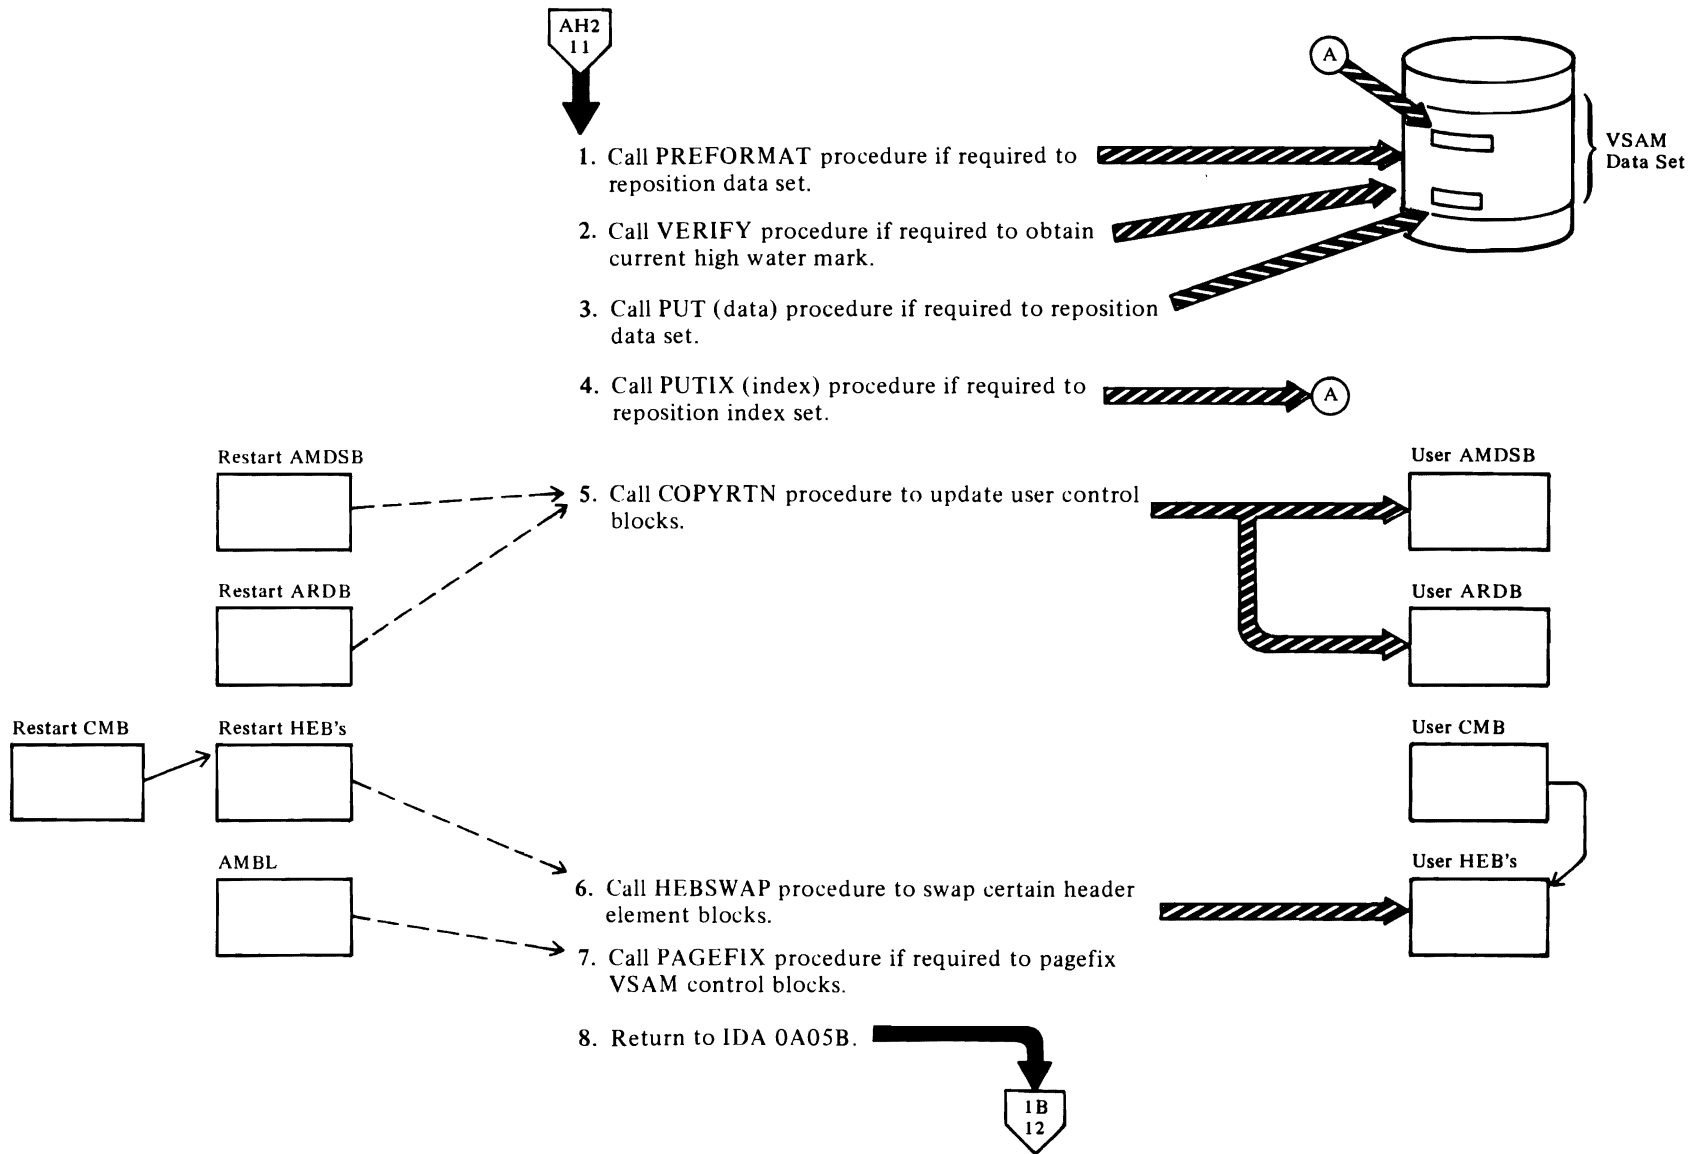 AH2
11
A
VSAM
Data Set
1. Call PREFORMAT procedure if required to
reposition data set.
2. Call VERIFY procedure if required to obtain
current high water mark.
3. Call PUT (data) procedure if required to reposition
data set.
4. Call PUTIX (index) procedure if required to
reposition index set.
A
Restart AMDSB
User AMDSB
5. Call COPYRTN procedure to update user control
blocks.
Restart ARDB
User ARDB
Restart CMB
Restart HEB's
User CMB
AMBL
User HEB's
6. Call HEBSWAP procedure to swap certain header
element blocks.
7. Call PAGEFIX procedure if required to pagefix
VSAM control blocks.
8. Return to IDA 0A05B.
1B
12